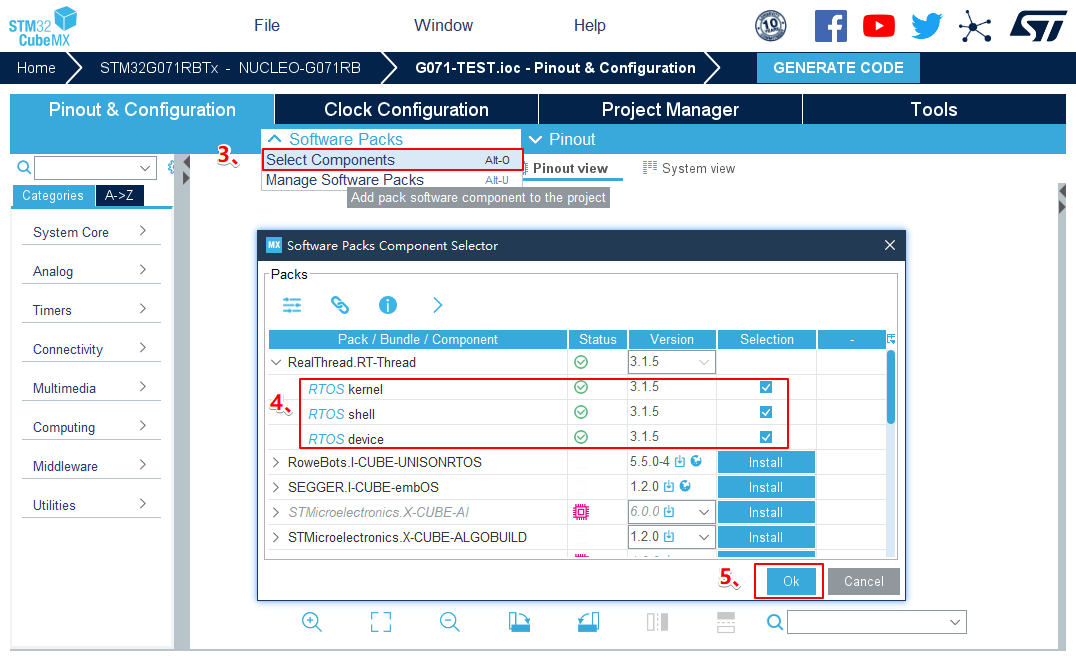 STM32 CubeMX File Window Help 10
Home STM32G071RBTx - NUCLEO-G071RB G071-TEST.ioc - Pinout & Configuration GENERATE CODE
Pinout & Configuration Clock Configuration Project Manager Tools
Software Packs Pinout
3、 Select Components Alt-O
Pinout view System view
Manage Software Packs Alt-U
Add pack software component to the project
Categories A->Z
System Core
Analog
Timers
Connectivity
Multimedia
Computing
Middleware
Utilities
MX Software Packs Component Selector
Packs
Pack / Bundle / Component Status Version Selection -
RealThread.RT-Thread 3.1.5
4、
RTOS kernel 3.1.5
RTOS shell 3.1.5
RTOS device 3.1.5
RoweBots.I-CUBE-UNISONRTOS 5.5.0-4 Install
SEGGER.I-CUBE-embOS 1.2.0 Install
STMicroelectronics.X-CUBE-AI 6.0.0 Install
STMicroelectronics.X-CUBE-ALGOBUILD 1.2.0 Install
5、 Ok Cancel